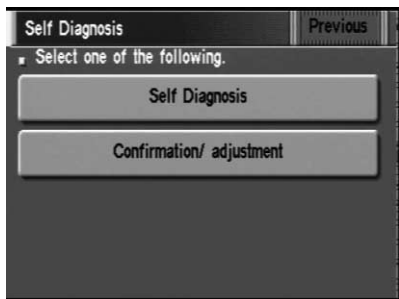 Self Diagnosis
Previous
Select one of the following.
Self Diagnosis
Confirmation/ adjustment